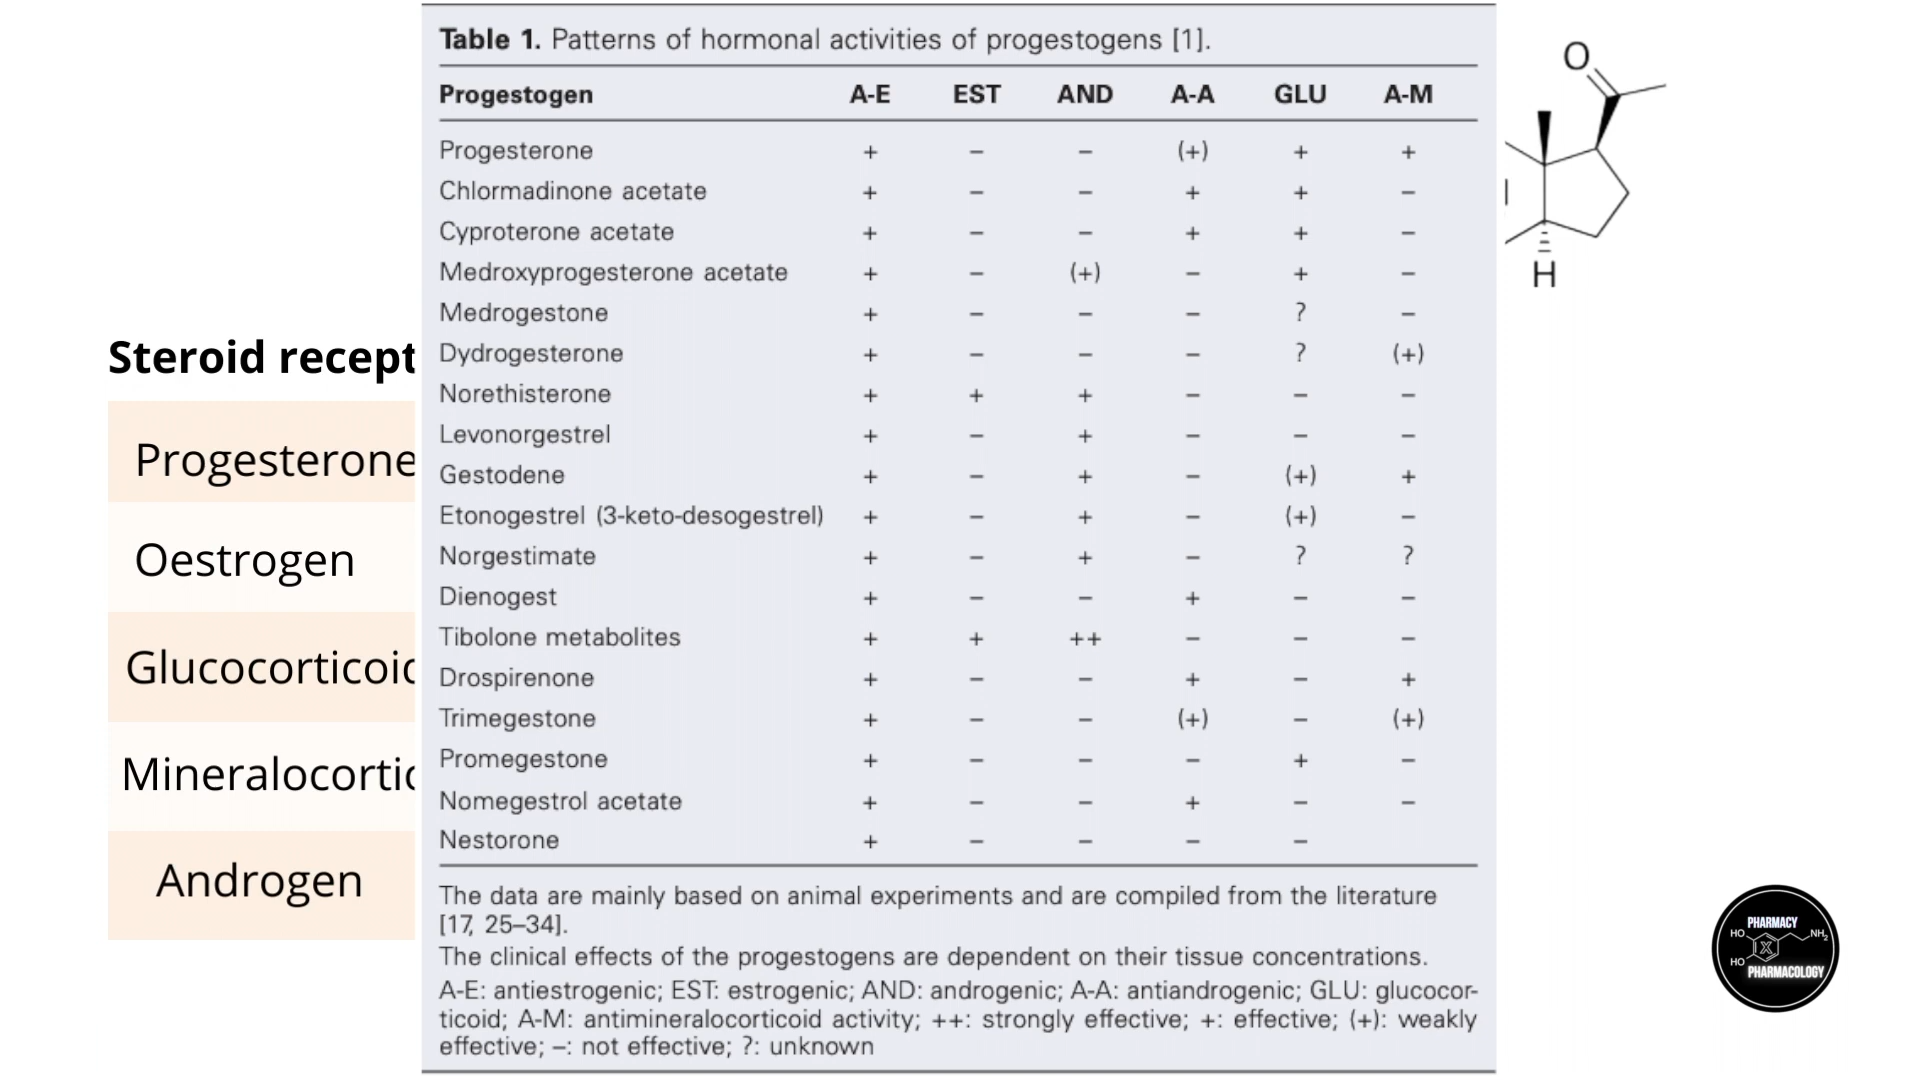 Table 1. Patterns of hormonal activities of progestogens [1].
Progestogen A-E EST AND A-A GLU A-M
Progesterone + – – (+) + +
Chlormadinone acetate + – – + + –
Cyproterone acetate + – – + + –
Medroxyprogesterone acetate + – (+) – + –
Medrogestone + – – – ? –
Dydrogesterone + – – – ? (+)
Norethisterone + + + – – –
Levonorgestrel + – + – – –
Gestodene + – + – (+) +
Etonogestrel (3-keto-desogestrel) + – + – (+) –
Norgestimate + – + – ? ?
Dienogest + – – + – –
Tibolone metabolites + + ++ – – –
Drospirenone + – – + – +
Trimegestone + – – (+) – (+)
Promegestone + – – – + –
Nomegestrol acetate + – – + – –
Nestorone + – – – –
The data are mainly based on animal experiments and are compiled from the literature
[17, 25–34].
The clinical effects of the progestogens are dependent on their tissue concentrations.
A-E: antiestrogenic; EST: estrogenic; AND: androgenic; A-A: antiandrogenic; GLU: glucocor-
ticoid; A-M: antimineralocorticoid activity; ++: strongly effective; +: effective; (+): weakly
effective; –: not effective; ?: unknown
Steroid recept
Progesterone
Oestrogen
Glucocorticoic
Mineralocortic
Androgen
O
H
PHARMACY
HO NH2
X
HO
PHARMACOLOGY